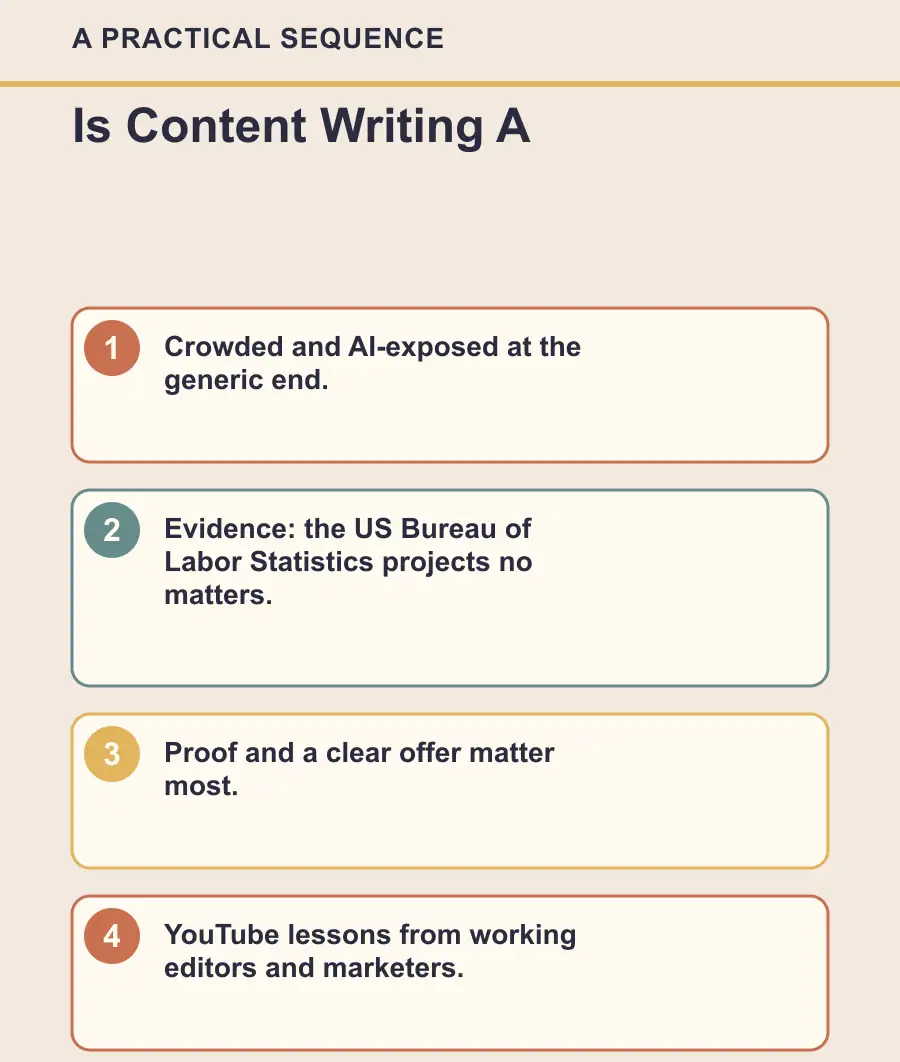 A PRACTICAL SEQUENCE
Is Content Writing A
1
Crowded and AI-exposed at the
generic end.
2
Evidence: the US Bureau of
Labor Statistics projects no
matters.
3
Proof and a clear offer matter
most.
4
YouTube lessons from working
editors and marketers.